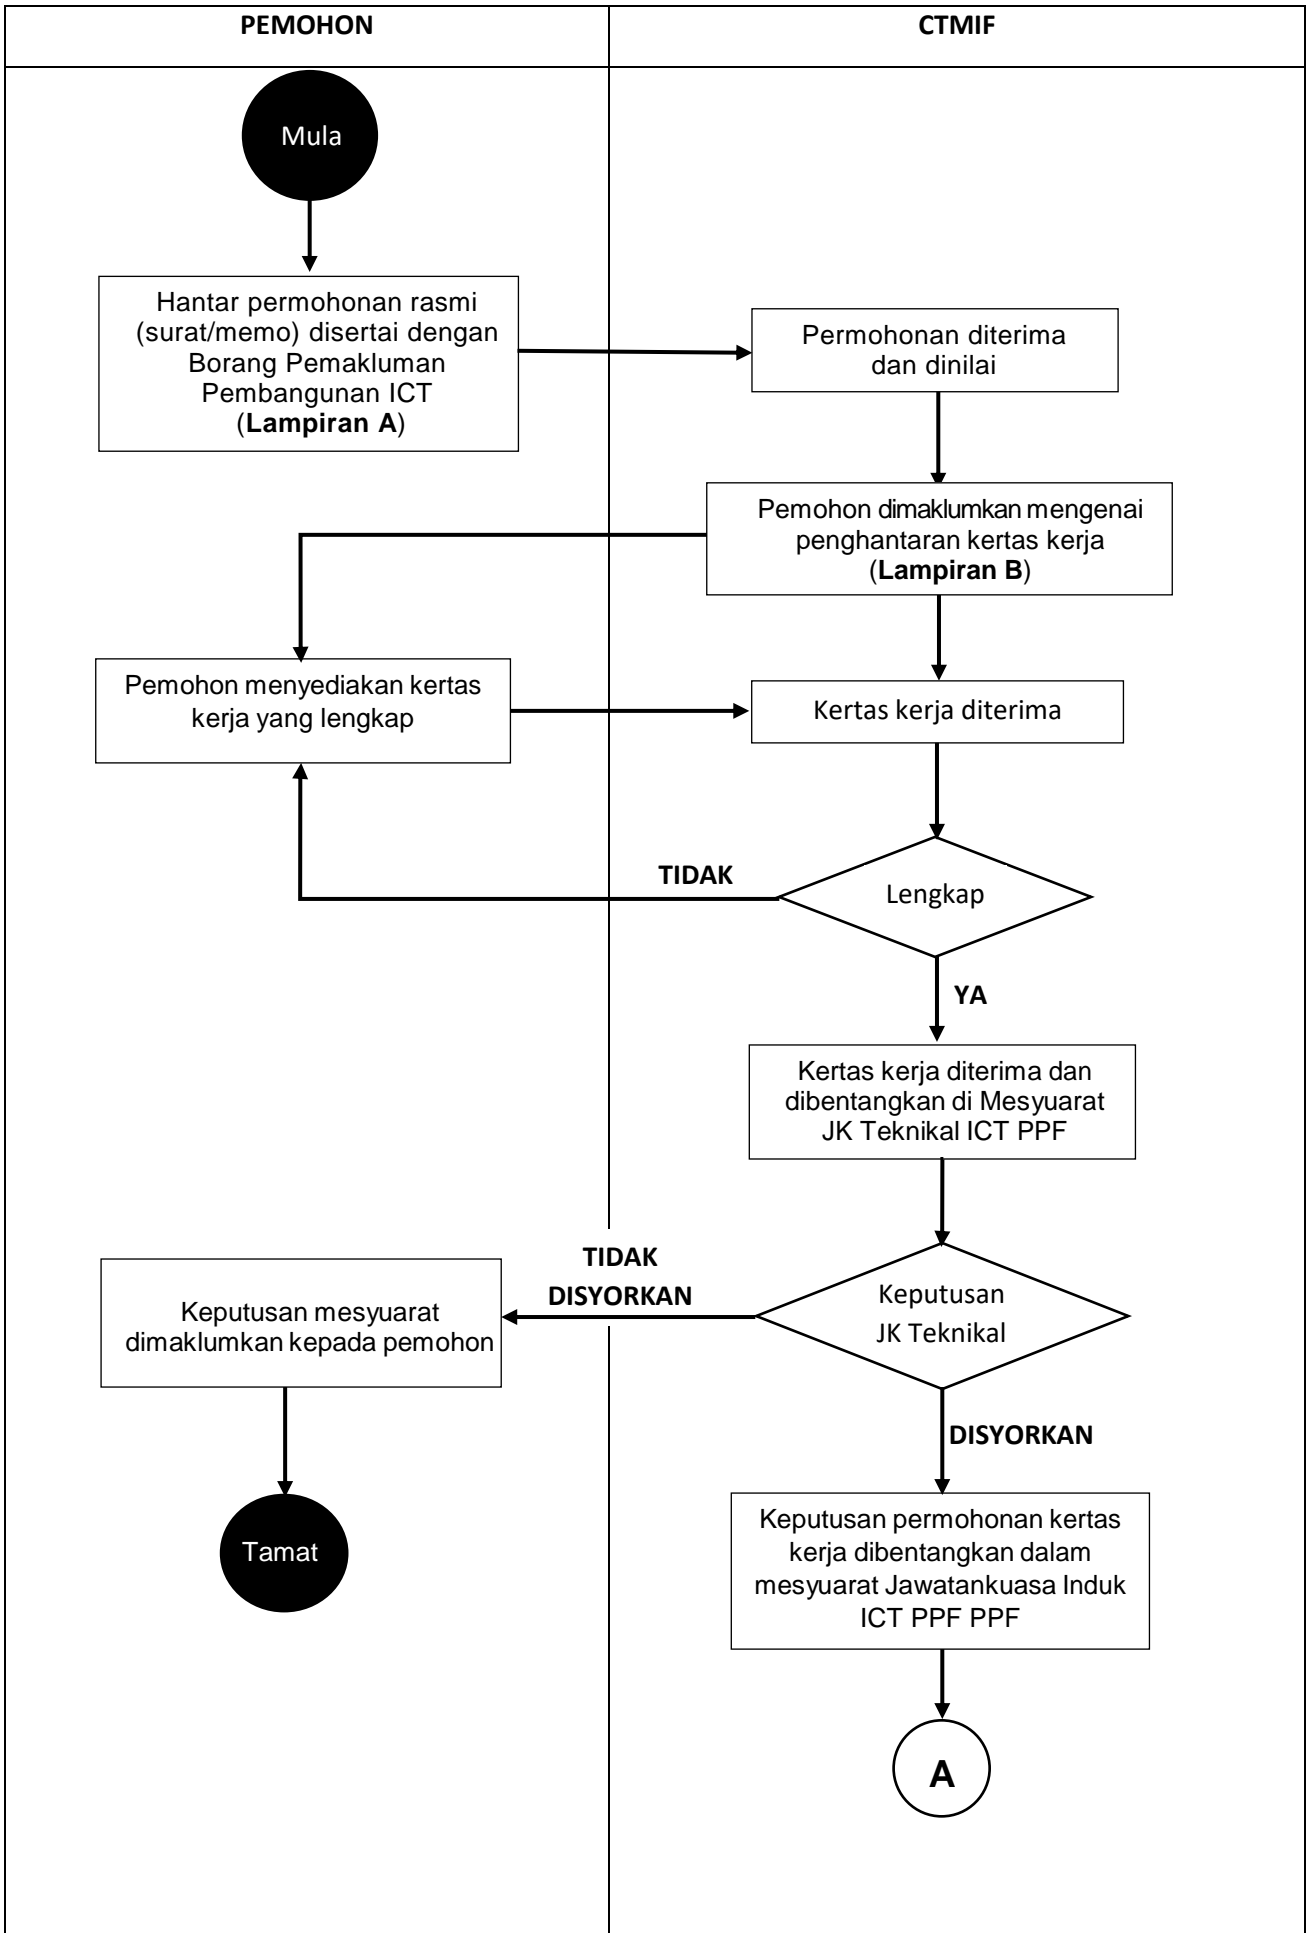 PEMOHON
CTMIF
Mula
Hantar permohonan rasmi
(surat/memo) disertai dengan
Borang Pemakluman
Pembangunan ICT
(Lampiran A)
Permohonan diterima
dan dinilai
Pemohon dimaklumkan mengenai
penghantaran kertas kerja
(Lampiran B)
Pemohon menyediakan kertas
kerja yang lengkap
Kertas kerja diterima
TIDAK
Lengkap
YA
Kertas kerja diterima dan
dibentangkan di Mesyuarat
JK Teknikal ICT PPF
TIDAK
DISYORKAN
Keputusan
JK Teknikal
Keputusan mesyuarat
dimaklumkan kepada pemohon
DISYORKAN
Tamat
Keputusan permohonan kertas
kerja dibentangkan dalam
mesyuarat Jawatankuasa Induk
ICT PPF PPF
A